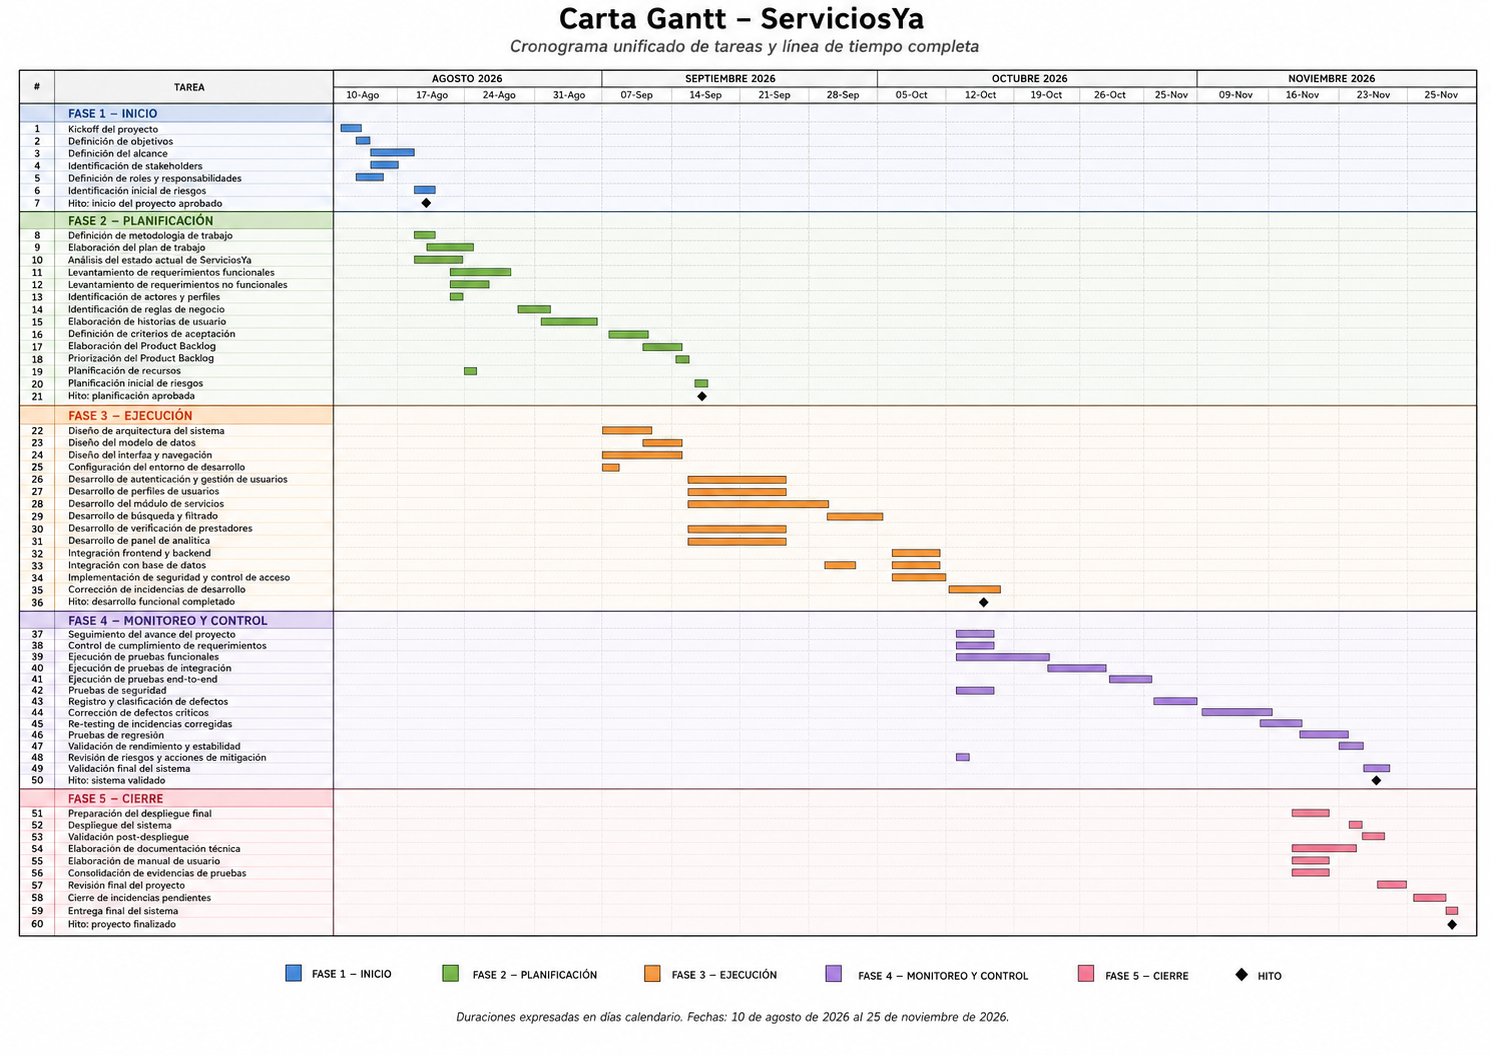 Carta Gantt – ServiciosYa
Cronograma unificado de tareas y línea de tiempo completa
# TAREA AGOSTO 2026 SEPTIEMBRE 2026 OCTUBRE 2026 NOVIEMBRE 2026
10-Ago 17-Ago 24-Ago 31-Ago 07-Sep 14-Sep 21-Sep 28-Sep 05-Oct 12-Oct 19-Oct 26-Oct 25-Nov 09-Nov 16-Nov 23-Nov 25-Nov
FASE 1 – INICIO
1 Kickoff del proyecto
2 Definición de objetivos
3 Definición del alcance
4 Identificación de stakeholders
5 Definición de roles y responsabilidades
6 Identificación inicial de riesgos
7 Hito: inicio del proyecto aprobado
FASE 2 – PLANIFICACIÓN
8 Definición de metodologia de trabajo
9 Elaboración del plan de trabajo
10 Análisis del estado actual de ServiciosYa
11 Levantamiento de requerimientos funcionales
12 Levantamiento de requerimientos no funcionales
13 Identificación de actores y perfiles
14 Identificación de reglas de negocio
15 Elaboración de historias de usuario
16 Definición de criterios de aceptación
17 Elaboración del Product Backlog
18 Priorización del Product Backlog
19 Planificación de recursos
20 Planificación inicial de riesgos
21 Hito: planificación aprobada
FASE 3 – EJECUCIÓN
22 Diseño de arquitectura del sistema
23 Diseño del modelo de datos
24 Diseño del interfaz y navegación
25 Configuración del entorno de desarrollo
26 Desarrollo de autenticación y gestión de usuarios
27 Desarrollo de perfiles de usuarios
28 Desarrollo del módulo de servicios
29 Desarrollo de búsqueda y filtrado
30 Desarrollo de verificación de prestadores
31 Desarrollo de panel de analitica
32 Integración frontend y backend
33 Integración con base de datos
34 Implementación de seguridad y control de acceso
35 Corrección de incidencias de desarrollo
36 Hito: desarrollo funcional completado
FASE 4 – MONITOREO Y CONTROL
37 Seguimiento del avance del proyecto
38 Control de cumplimiento de requerimientos
39 Ejecución de pruebas funcionales
40 Ejecución de pruebas de integración
41 Ejecución de pruebas end-to-end
42 Pruebas de seguridad
43 Registro y clasificación de defectos
44 Corrección de defectos criticos
45 Re-testing de incidencias corregidas
46 Pruebas de regresión
47 Validación de rendimiento y estabilidad
48 Revisión de riesgos y acciones de mitigación
49 Validación final del sistema
50 Hito: sistema validado
FASE 5 – CIERRE
51 Preparación del despliegue final
52 Despliegue del sistema
53 Validación post-despliegue
54 Elaboración de documentación técnica
55 Elaboración de manual de usuario
56 Consolidación de evidencias de pruebas
57 Revisión final del proyecto
58 Cierre de incidencias pendientes
59 Entrega final del sistema
60 Hito: proyecto finalizado
FASE 1 – INICIO FASE 2 – PLANIFICACIÓN FASE 3 – EJECUCIÓN FASE 4 – MONITOREO Y CONTROL FASE 5 – CIERRE HITO
Duraciones expresadas en días calendario. Fechas: 10 de agosto de 2026 al 25 de noviembre de 2026.